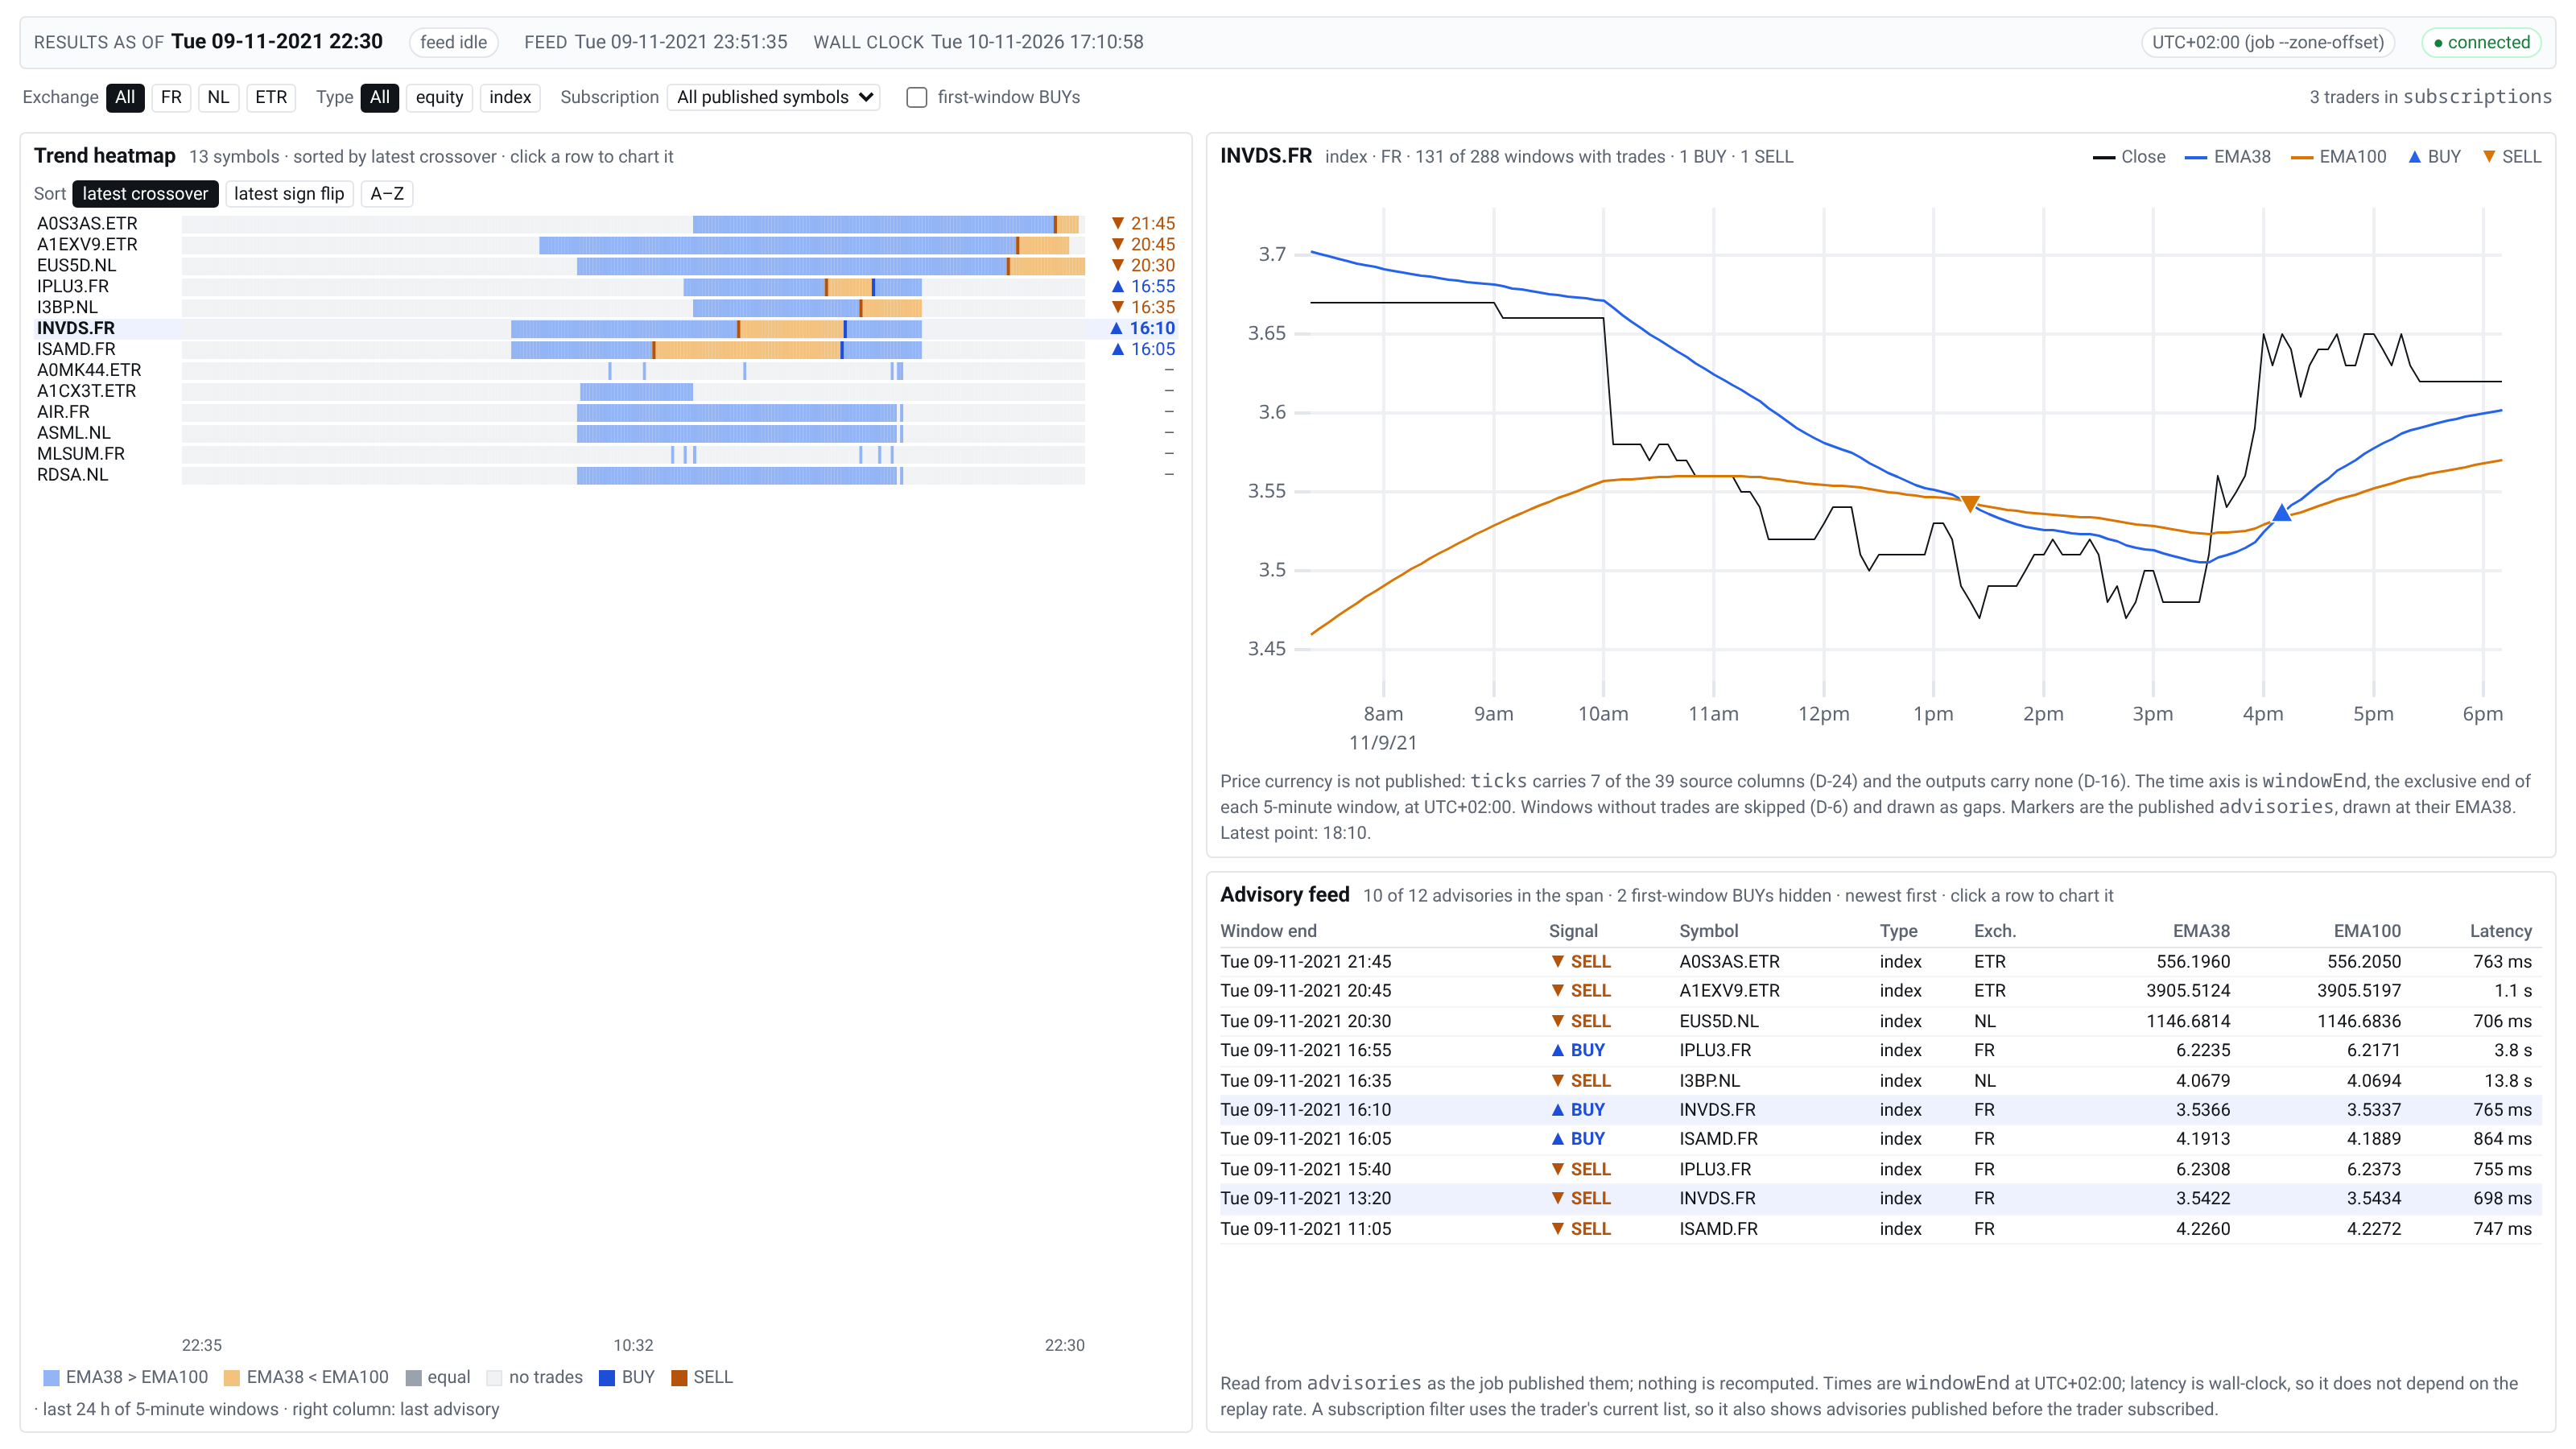 RESULTS AS OF Tue 09-11-2021 22:30 feed idle FEED Tue 09-11-2021 23:51:35 WALL CLOCK Tue 10-11-2026 17:10:58 UTC+02:00 (job --zone-offset) ● connected
Exchange All FR NL ETR Type All equity index Subscription All published symbols first-window BUYs 3 traders in subscriptions
Trend heatmap 13 symbols · sorted by latest crossover · click a row to chart it
Sort latest crossover latest sign flip A–Z
A0S3AS.ETR ▼ 21:45
A1EXV9.ETR ▼ 20:45
EUS5D.NL ▼ 20:30
IPLU3.FR ▲ 16:55
I3BP.NL ▼ 16:35
INVDS.FR ▲ 16:10
ISAMD.FR ▲ 16:05
A0MK44.ETR –
A1CX3T.ETR –
AIR.FR –
ASML.NL –
MLSUM.FR –
RDSA.NL –
22:35 10:32 22:30
EMA38 > EMA100 EMA38 < EMA100 equal no trades BUY SELL
· last 24 h of 5-minute windows · right column: last advisory
INVDS.FR index · FR · 131 of 288 windows with trades · 1 BUY · 1 SELL Close EMA38 EMA100 ▲ BUY ▼ SELL
3.7
3.65
3.6
3.55
3.5
3.45
8am 9am 10am 11am 12pm 1pm 2pm 3pm 4pm 5pm 6pm
11/9/21
Price currency is not published: ticks carries 7 of the 39 source columns (D-24) and the outputs carry none (D-16). The time axis is windowEnd, the exclusive end of
each 5-minute window, at UTC+02:00. Windows without trades are skipped (D-6) and drawn as gaps. Markers are the published advisories, drawn at their EMA38.
Latest point: 18:10.
Advisory feed 10 of 12 advisories in the span · 2 first-window BUYs hidden · newest first · click a row to chart it
Window end Signal Symbol Type Exch. EMA38 EMA100 Latency
Tue 09-11-2021 21:45 ▼ SELL A0S3AS.ETR index ETR 556.1960 556.2050 763 ms
Tue 09-11-2021 20:45 ▼ SELL A1EXV9.ETR index ETR 3905.5124 3905.5197 1.1 s
Tue 09-11-2021 20:30 ▼ SELL EUS5D.NL index NL 1146.6814 1146.6836 706 ms
Tue 09-11-2021 16:55 ▲ BUY IPLU3.FR index FR 6.2235 6.2171 3.8 s
Tue 09-11-2021 16:35 ▼ SELL I3BP.NL index NL 4.0679 4.0694 13.8 s
Tue 09-11-2021 16:10 ▲ BUY INVDS.FR index FR 3.5366 3.5337 765 ms
Tue 09-11-2021 16:05 ▲ BUY ISAMD.FR index FR 4.1913 4.1889 864 ms
Tue 09-11-2021 15:40 ▼ SELL IPLU3.FR index FR 6.2308 6.2373 755 ms
Tue 09-11-2021 13:20 ▼ SELL INVDS.FR index FR 3.5422 3.5434 698 ms
Tue 09-11-2021 11:05 ▼ SELL ISAMD.FR index FR 4.2260 4.2272 747 ms
Read from advisories as the job published them; nothing is recomputed. Times are windowEnd at UTC+02:00; latency is wall-clock, so it does not depend on the
replay rate. A subscription filter uses the trader's current list, so it also shows advisories published before the trader subscribed.